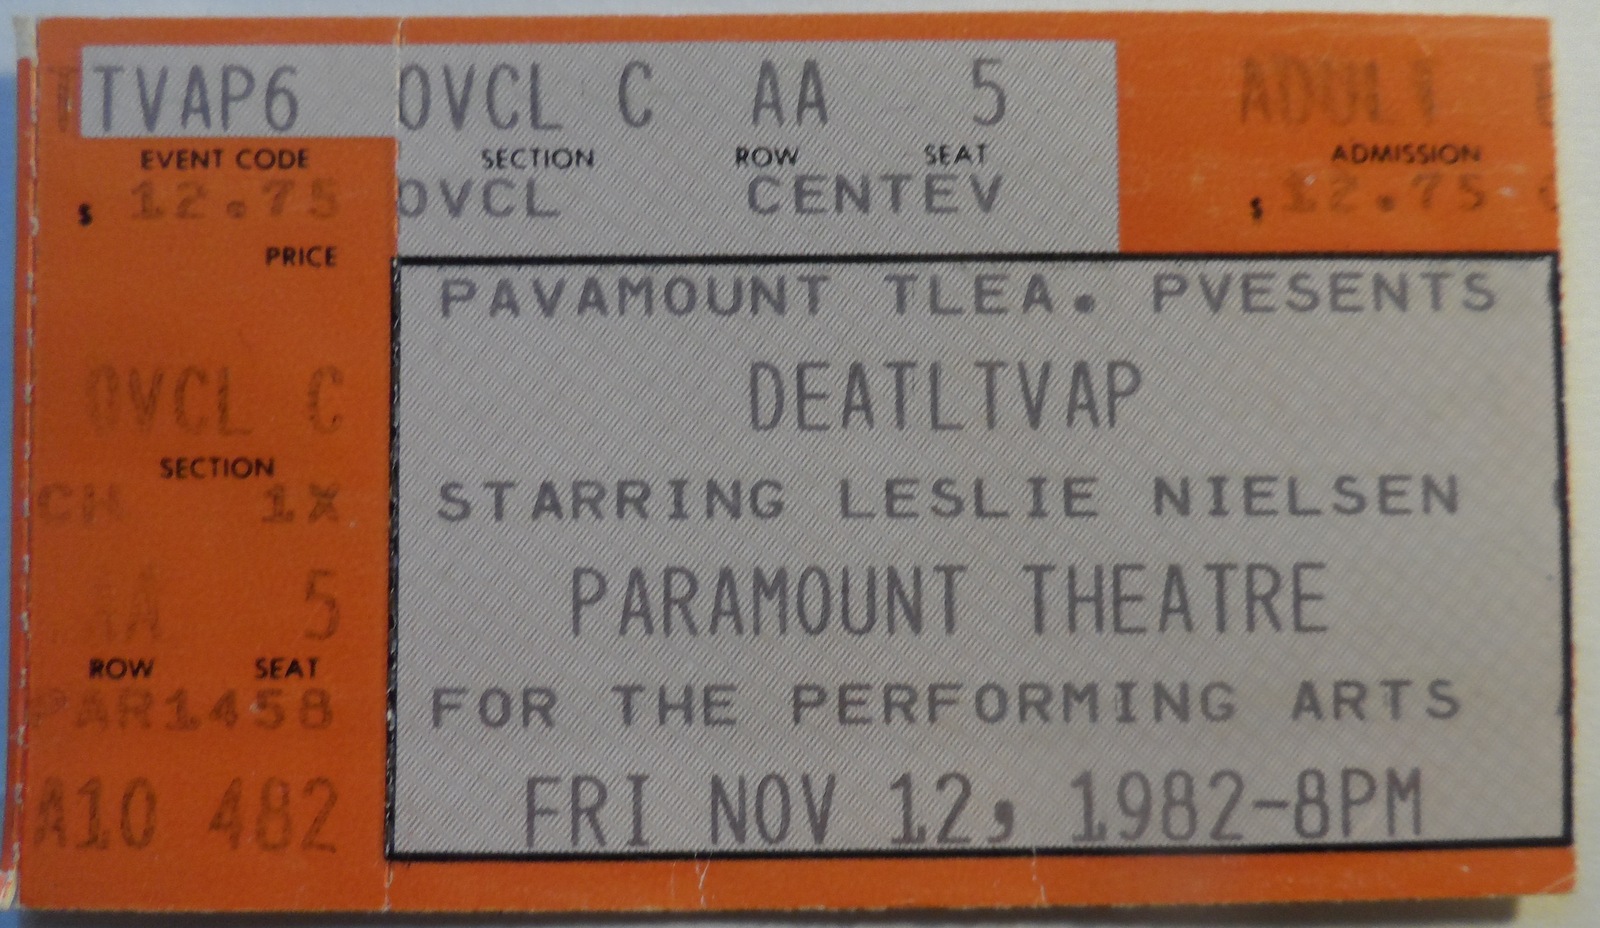 TVAP6 OVCL C AA 5 ADULT
EVENT CODE SECTION ROW SEAT ADMISSION
$ 12.75 OVCL CENTEV $ 12.75
PRICE
PAVAMOUNT TLEA. PVESENTS
DEATLTVAP
OVCL C
SECTION
STARRING LESLIE NIELSEN
CH 1X
PARAMOUNT THEATRE
AA 5
ROW SEAT
FOR THE PERFORMING ARTS
PAR1458
FRI NOV 12, 1982-8PM
A10 482